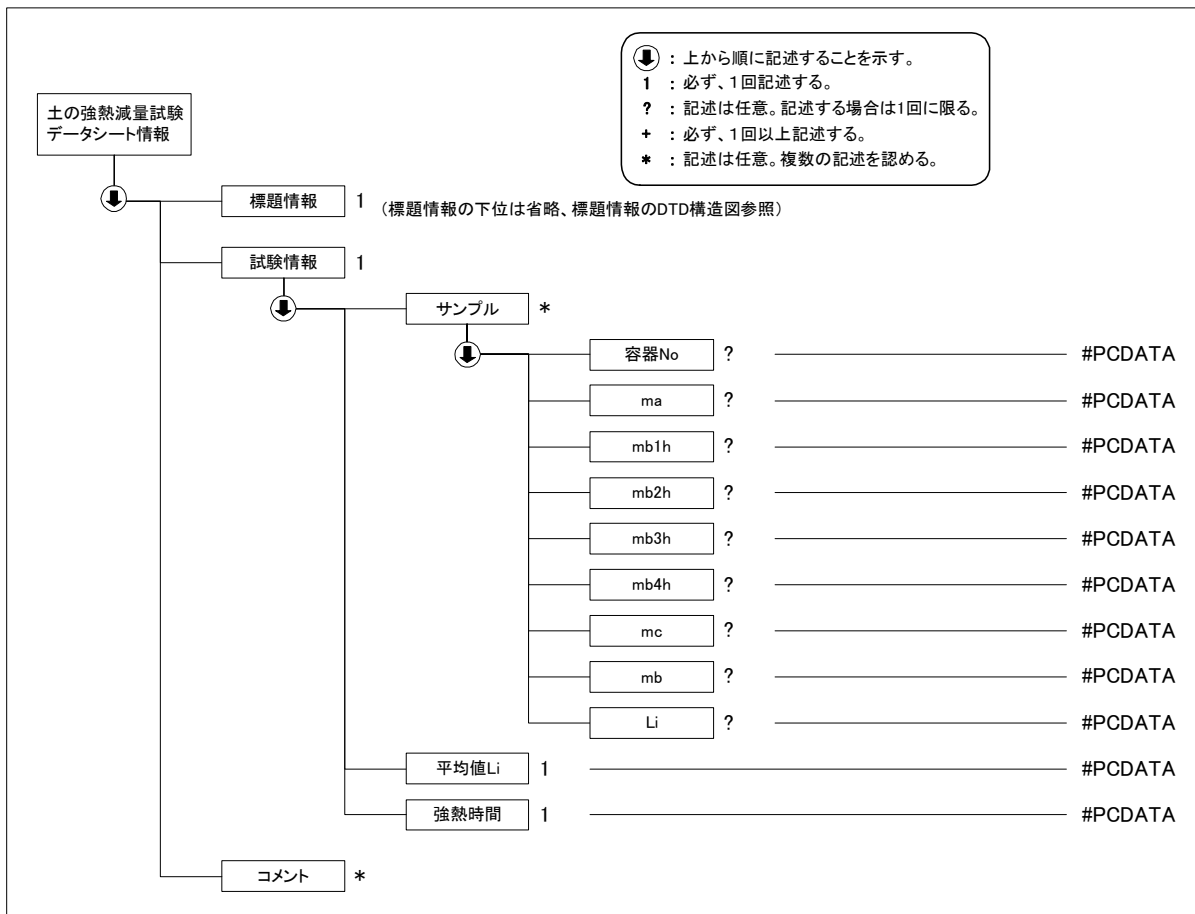 : 上から順に記述することを示す。
1 : 必ず、1回記述する。
? : 記述は任意。記述する場合は1回に限る。
+ : 必ず、1回以上記述する。
* : 記述は任意。複数の記述を認める。
土の強熱減量試験
データシート情報
標題情報 1 (標題情報の下位は省略、標題情報のDTD構造図参照)
試験情報 1
サンプル *
容器No ? #PCDATA
ma ? #PCDATA
mb1h ? #PCDATA
mb2h ? #PCDATA
mb3h ? #PCDATA
mb4h ? #PCDATA
mc ? #PCDATA
mb ? #PCDATA
Li ? #PCDATA
平均値Li 1 #PCDATA
強熱時間 1 #PCDATA
コメント *